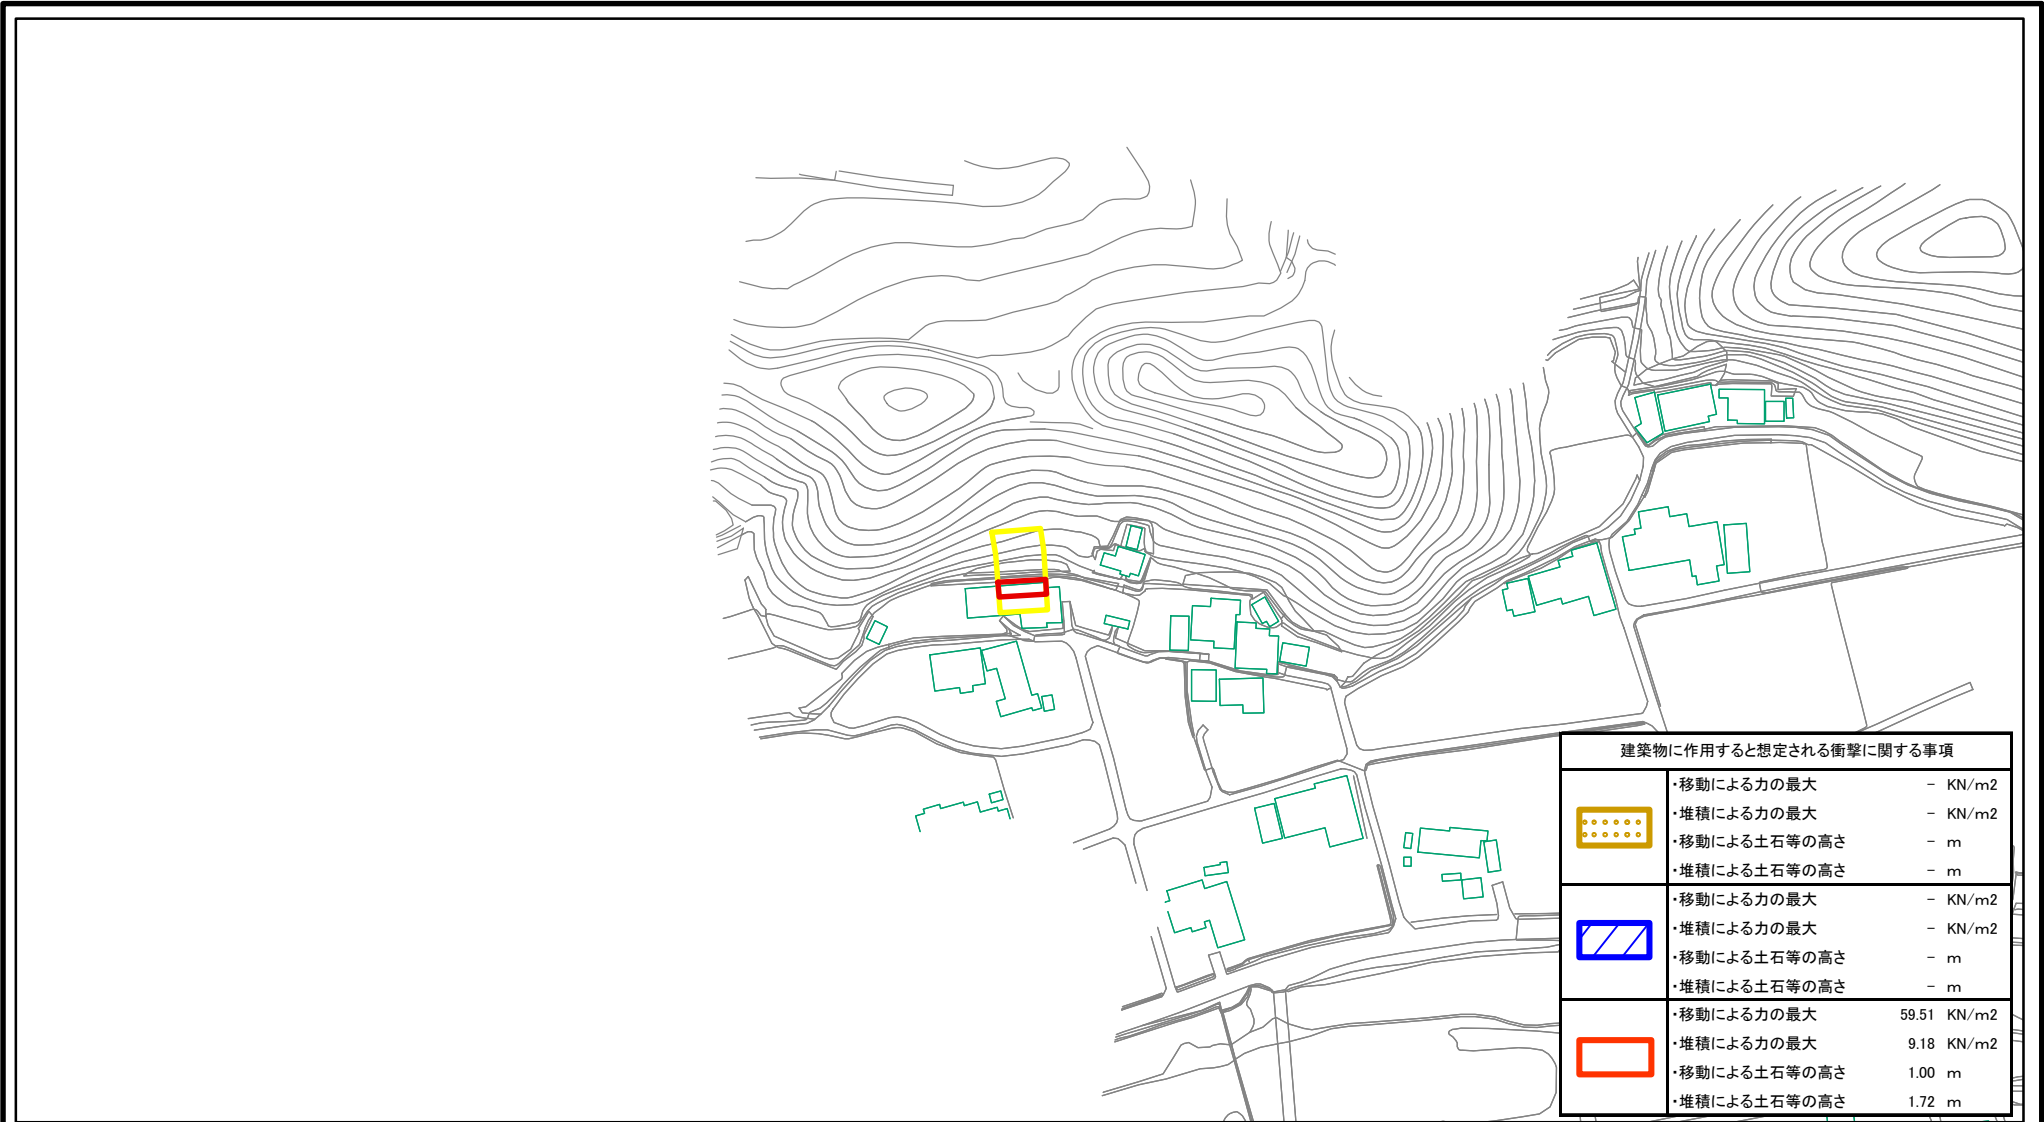 建築物に作用すると想定される衝撃に関する事項
・移動による力の最大 － KN/m2
・堆積による力の最大 － KN/m2
・移動による土石等の高さ － m
・堆積による土石等の高さ － m
・移動による力の最大 － KN/m2
・堆積による力の最大 － KN/m2
・移動による土石等の高さ － m
・堆積による土石等の高さ － m
・移動による力の最大 59.51 KN/m2
・堆積による力の最大 9.18 KN/m2
・移動による土石等の高さ 1.00 m
・堆積による土石等の高さ 1.72 m